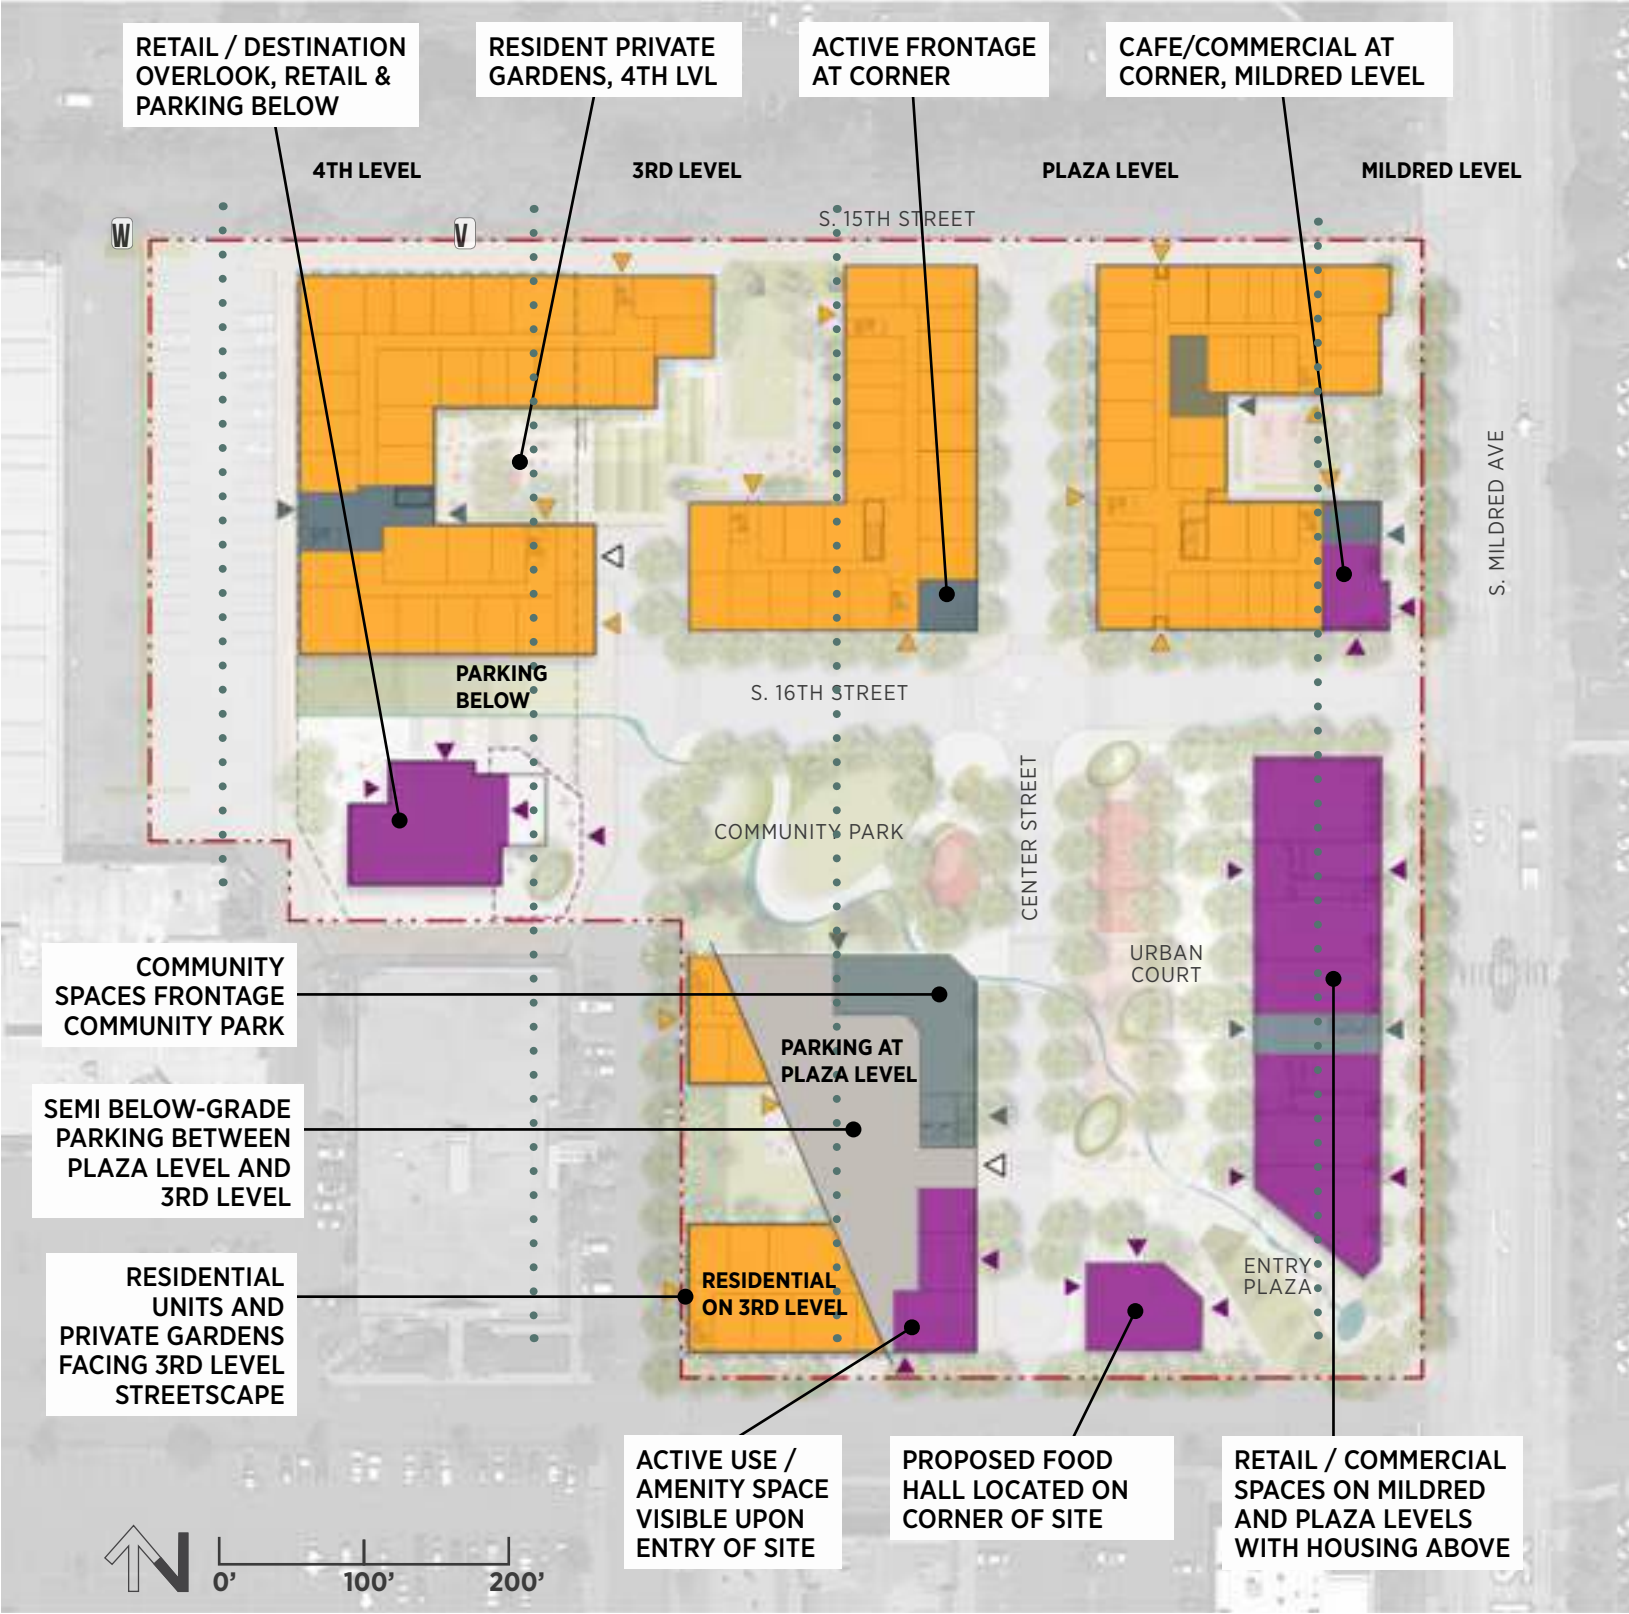 RETAIL / DESTINATION
OVERLOOK, RETAIL &
PARKING BELOW
RESIDENT PRIVATE
GARDENS, 4TH LVL
ACTIVE FRONTAGE
AT CORNER
CAFE/COMMERCIAL AT
CORNER, MILDRED LEVEL
4TH LEVEL
3RD LEVEL
PLAZA LEVEL
MILDRED LEVEL
W
V
S. 15TH STREET
S. MILDRED AVE
PARKING
BELOW
S. 16TH STREET
COMMUNITY PARK
CENTER STREET
URBAN
COURT
COMMUNITY
SPACES FRONTAGE
COMMUNITY PARK
PARKING AT
PLAZA LEVEL
SEMI BELOW-GRADE
PARKING BETWEEN
PLAZA LEVEL AND
3RD LEVEL
RESIDENTIAL
UNITS AND
PRIVATE GARDENS
FACING 3RD LEVEL
STREETSCAPE
RESIDENTIAL
ON 3RD LEVEL
ENTRY
PLAZA
ACTIVE USE /
AMENITY SPACE
VISIBLE UPON
ENTRY OF SITE
PROPOSED FOOD
HALL LOCATED ON
CORNER OF SITE
RETAIL / COMMERCIAL
SPACES ON MILDRED
AND PLAZA LEVELS
WITH HOUSING ABOVE
N
0'
100'
200'